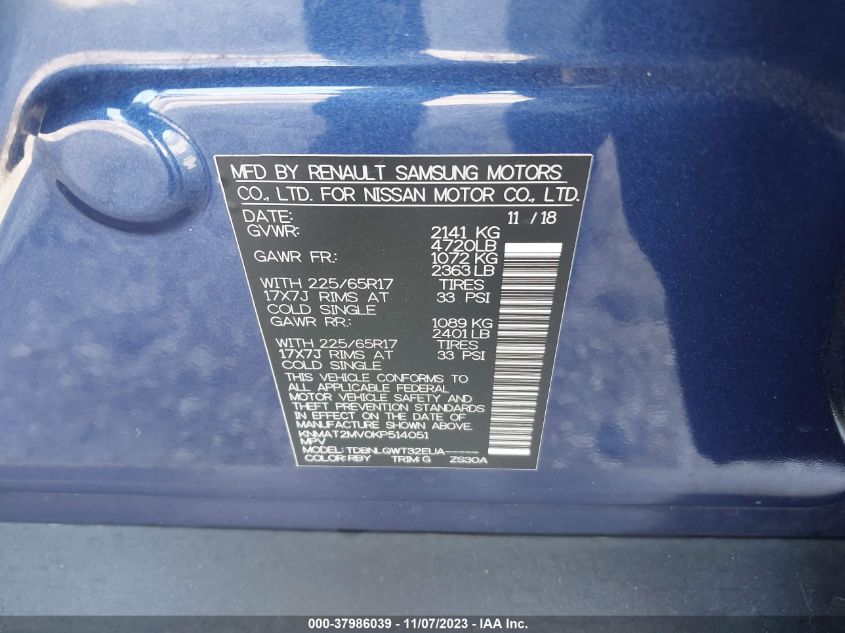 MFD BY RENAULT SAMSUNG MOTORS
CO., LTD. FOR NISSAN MOTOR CO., LTD.
DATE: 11 / 18
GVWR: 2141 KG
4720LB
GAWR FR: 1072 KG
2363 LB
WITH 225/65R17 TIRES
17X7J RIMS AT 33 PSI
COLD SINGLE
GAWR RR: 1089 KG
2401 LB
WITH 225/65R17 TIRES
17X7J RIMS AT 33 PSI
COLD SINGLE
THIS VEHICLE CONFORMS TO
ALL APPLICABLE FEDERAL
MOTOR VEHICLE SAFETY AND
THEFT PREVENTION STANDARDS
IN EFFECT ON THE DATE OF
MANUFACTURE SHOWN ABOVE.
KNMAT2MV0KP514051
MPV
MODEL: TDBNLQWT32EUA-----
COLOR: RBY TRIM: G ZS30A
000-37986039 — 11/07/2023 — IAA Inc.